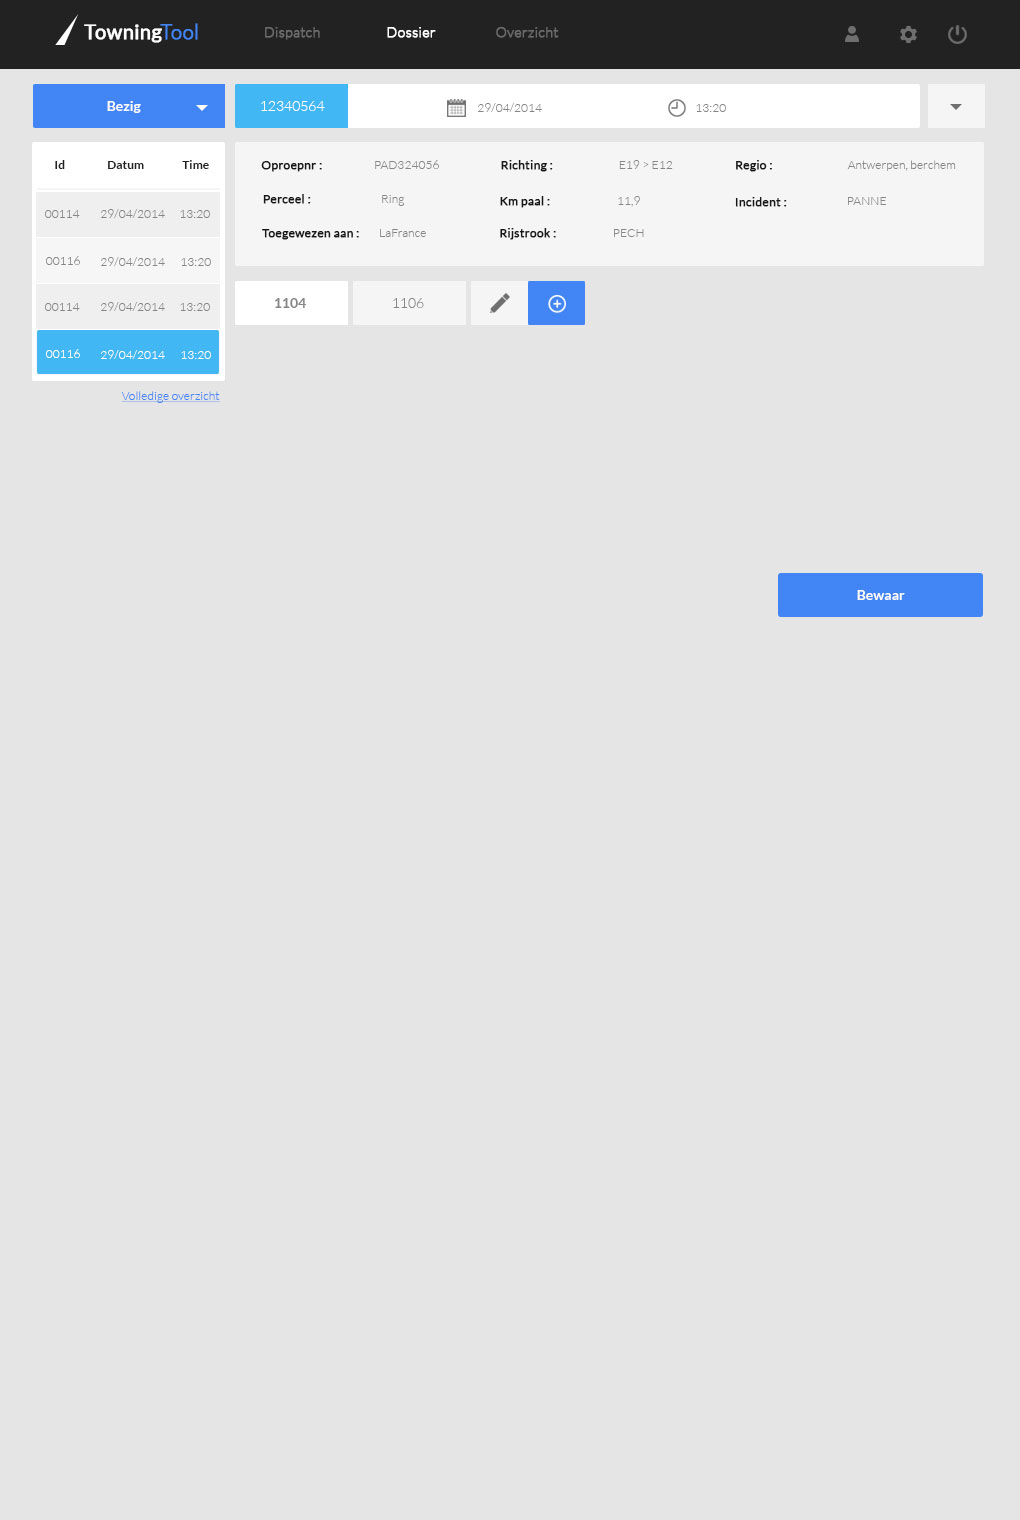 TowningTool Dispatch Dossier Overzicht
Bezig 12340564 29/04/2014 13:20
Id Datum Time
00114 29/04/2014 13:20
00116 29/04/2014 13:20
00114 29/04/2014 13:20
00116 29/04/2014 13:20
Volledige overzicht
Oproepnr : PAD324056 Richting : E19 > E12 Regio : Antwerpen, berchem
Perceel : Ring Km paal : 11,9 Incident : PANNE
Toegewezen aan : LaFrance Rijstrook : PECH
1104 1106
Bewaar